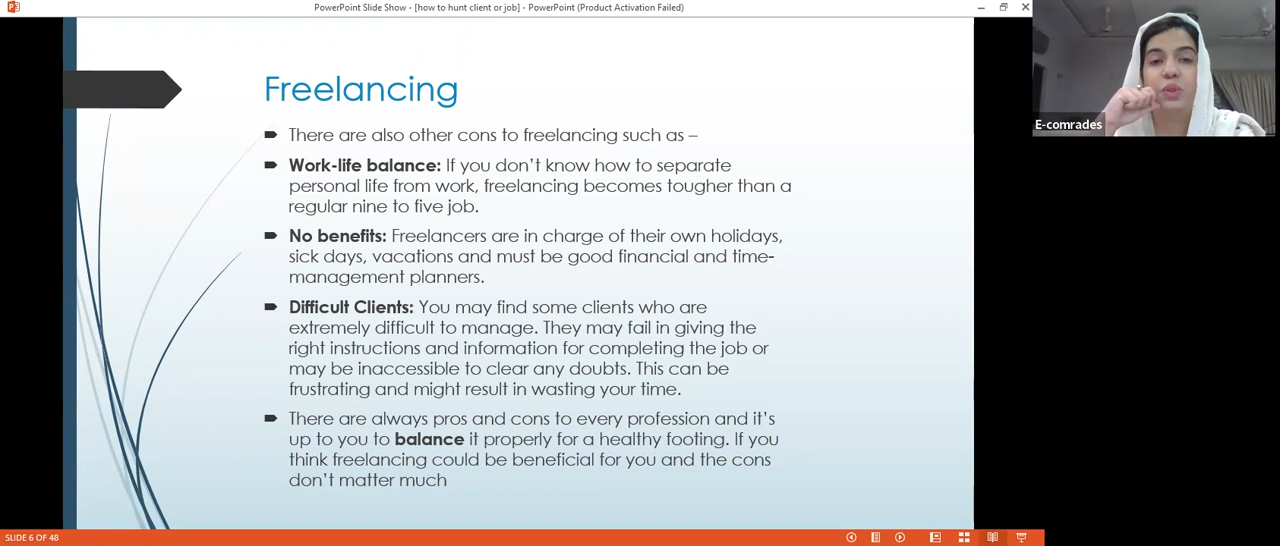 PowerPoint Slide Show - [how to hunt client or job] - PowerPoint (Product Activation Failed)
E-comrades
Freelancing
There are also other cons to freelancing such as –
Work-life balance: If you don’t know how to separate
personal life from work, freelancing becomes tougher than a
regular nine to five job.
No benefits: Freelancers are in charge of their own holidays,
sick days, vacations and must be good financial and time-
management planners.
Difficult Clients: You may find some clients who are
extremely difficult to manage. They may fail in giving the
right instructions and information for completing the job or
may be inaccessible to clear any doubts. This can be
frustrating and might result in wasting your time.
There are always pros and cons to every profession and it’s
up to you to balance it properly for a healthy footing. If you
think freelancing could be beneficial for you and the cons
don’t matter much
SLIDE 6 OF 48